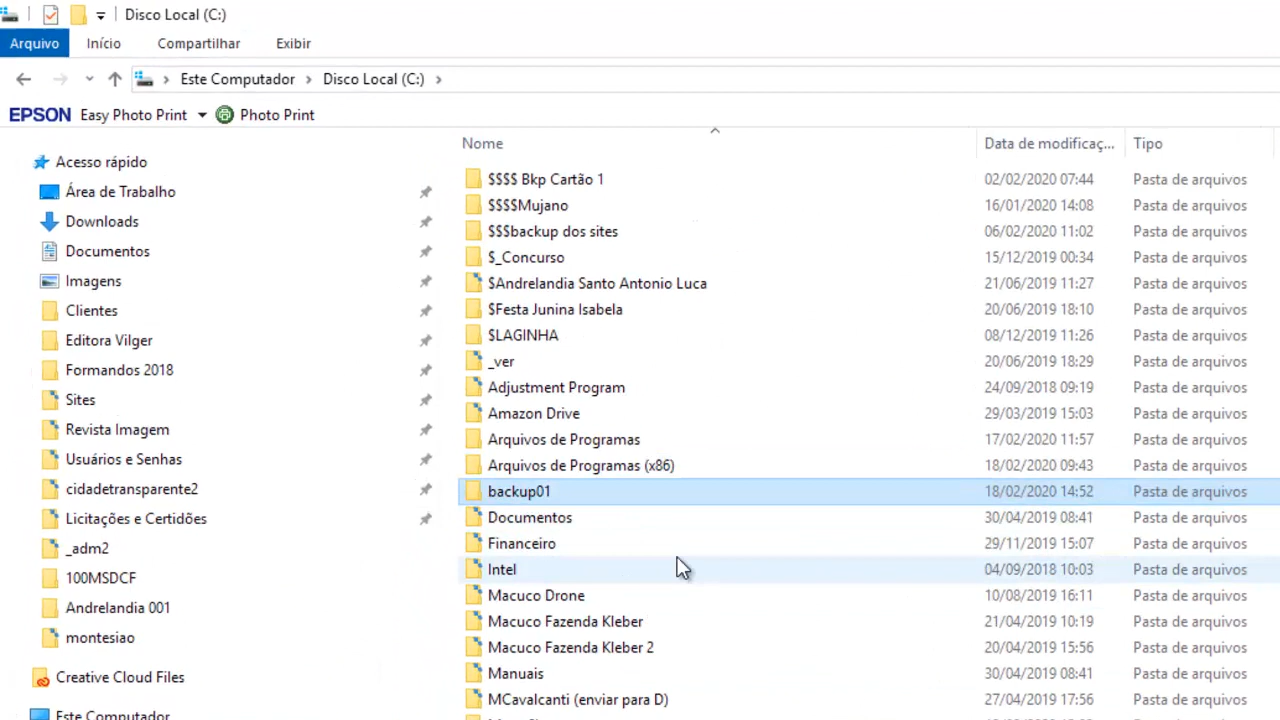 Disco Local (C:)
Arquivo Início Compartilhar Exibir
Este Computador Disco Local (C:)
EPSON Easy Photo Print Photo Print
Acesso rápido
Área de Trabalho
Downloads
Documentos
Imagens
Clientes
Editora Vilger
Formandos 2018
Sites
Revista Imagem
Usuários e Senhas
cidadetransparente2
Licitações e Certidões
_adm2
100MSDCF
Andrelandia 001
montesiao
Creative Cloud Files
Este Computador
Nome Data de modificaç... Tipo
$$$$ Bkp Cartão 1 02/02/2020 07:44 Pasta de arquivos
$$$$Mujano 16/01/2020 14:08 Pasta de arquivos
$$$backup dos sites 06/02/2020 11:02 Pasta de arquivos
$_Concurso 15/12/2019 00:34 Pasta de arquivos
$Andrelandia Santo Antonio Luca 21/06/2019 11:27 Pasta de arquivos
$Festa Junina Isabela 20/06/2019 18:10 Pasta de arquivos
$LAGINHA 08/12/2019 11:26 Pasta de arquivos
_ver 20/06/2019 18:29 Pasta de arquivos
Adjustment Program 24/09/2018 09:19 Pasta de arquivos
Amazon Drive 29/03/2019 15:03 Pasta de arquivos
Arquivos de Programas 17/02/2020 11:57 Pasta de arquivos
Arquivos de Programas (x86) 18/02/2020 09:43 Pasta de arquivos
backup01 18/02/2020 14:52 Pasta de arquivos
Documentos 30/04/2019 08:41 Pasta de arquivos
Financeiro 29/11/2019 15:07 Pasta de arquivos
Intel 04/09/2018 10:03 Pasta de arquivos
Macuco Drone 10/08/2019 16:11 Pasta de arquivos
Macuco Fazenda Kleber 21/04/2019 10:19 Pasta de arquivos
Macuco Fazenda Kleber 2 20/04/2019 15:56 Pasta de arquivos
Manuais 30/04/2019 08:41 Pasta de arquivos
MCavalcanti (enviar para D) 27/04/2019 17:56 Pasta de arquivos